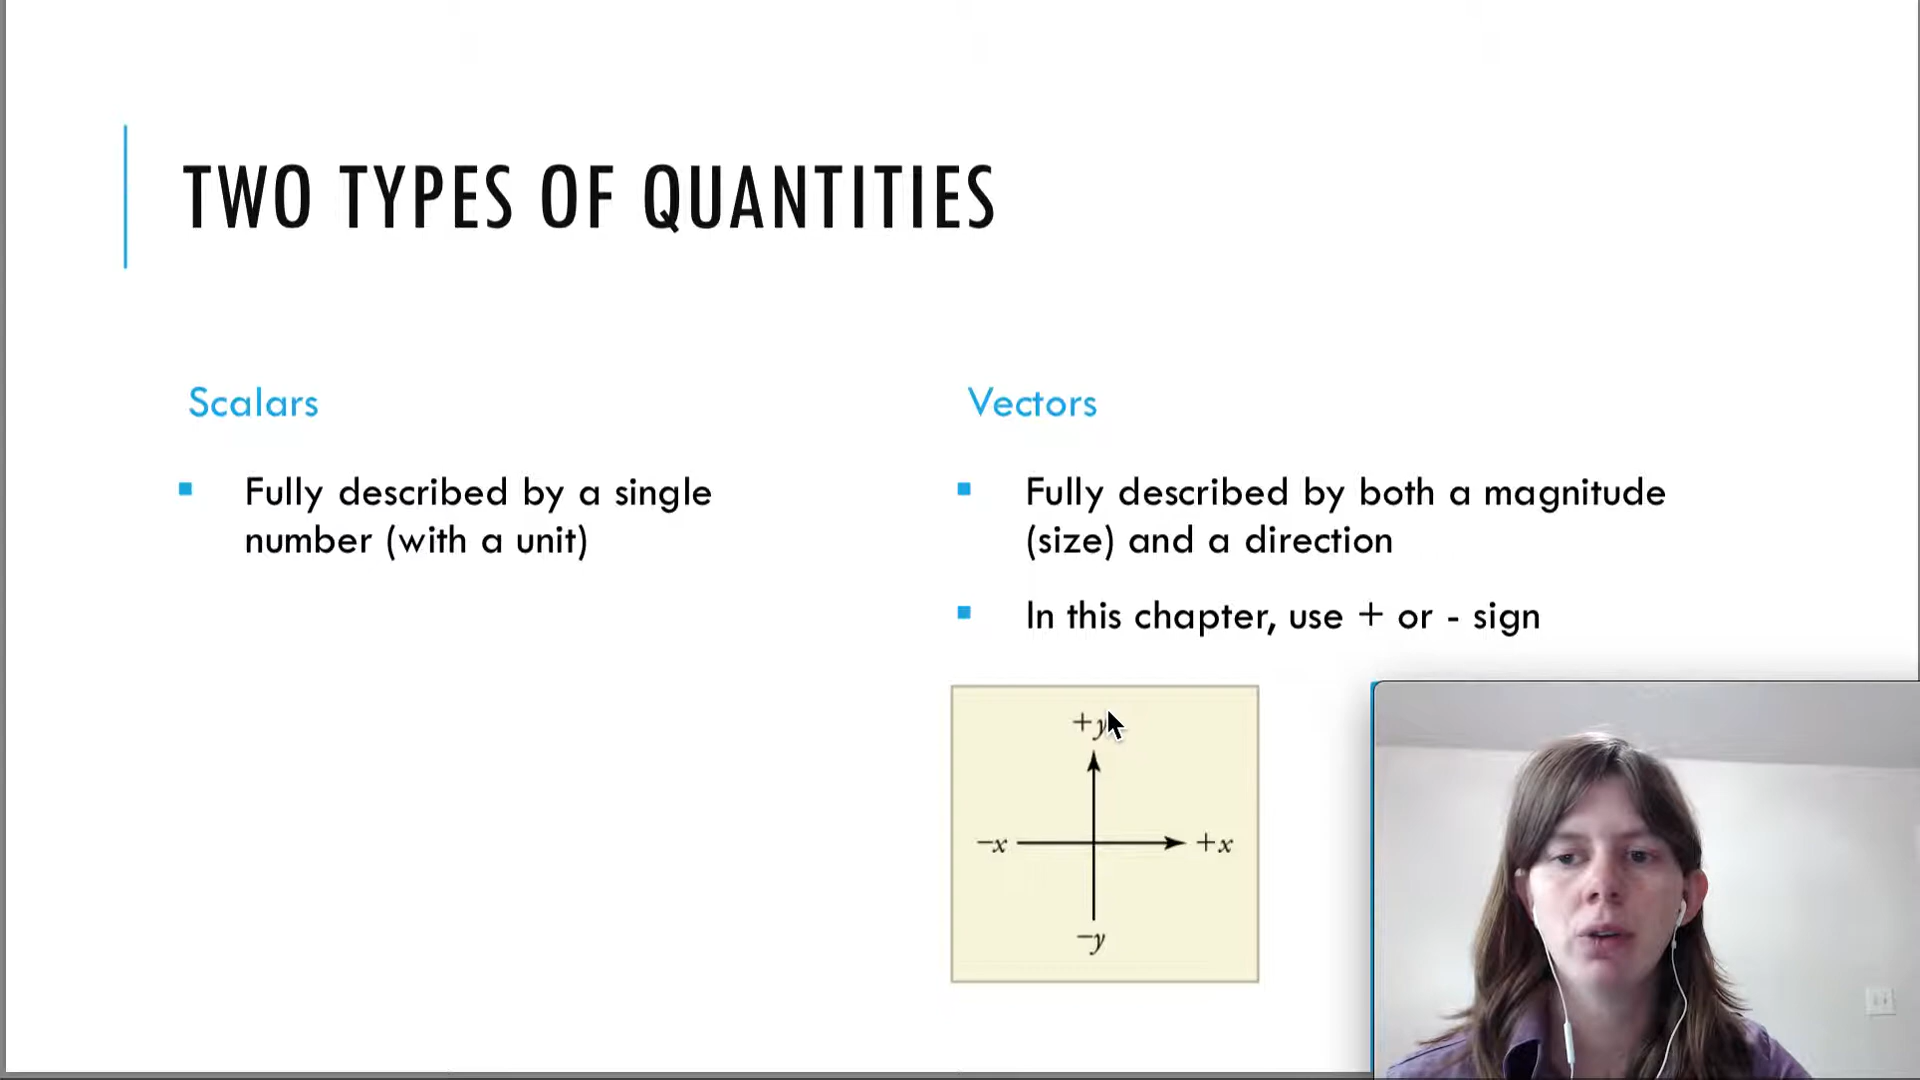 TWO TYPES OF QUANTITIES
Scalars
Fully described by a single
number (with a unit)
Vectors
Fully described by both a magnitude
(size) and a direction
In this chapter, use + or - sign
+y
−x
+x
−y